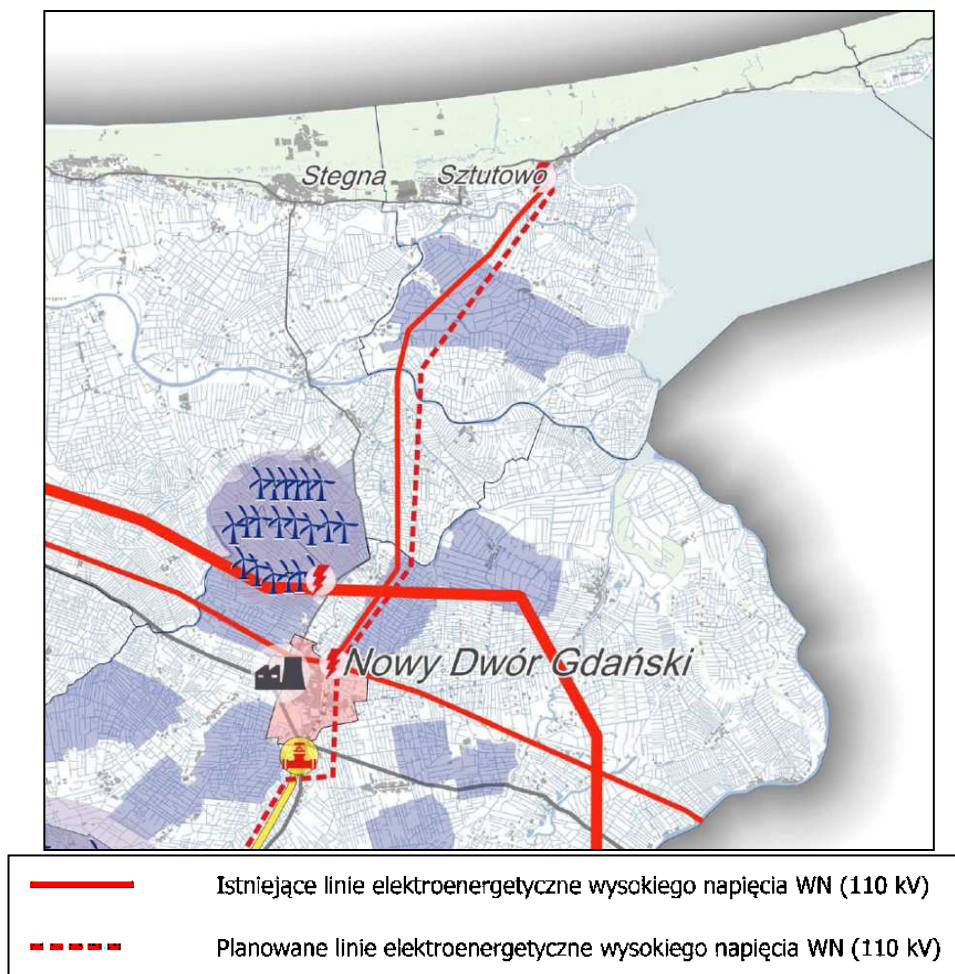 Stegna Sztutowo
Nowy Dwór Gdański
Istniejące linie elektroenergetyczne wysokiego napięcia WN (110 kV)
Planowane linie elektroenergetyczne wysokiego napięcia WN (110 kV)